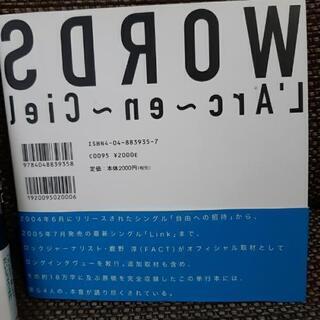 WORDS
L'Arc~en~Ciel
ISBN4-04-883935-7
C0095 ¥2000E
定価:本体2000円(税別)
9784048839358
1920095020006
2004年6月にリリースされたシングル「自由への招待」から、
2005年7月発売の最新シングル「Link」まで、
ロックジャーナリスト・鹿野 淳(FACT)がオフィシャル取材として
ロングインタヴューを敢行。追加取材も含め、
約18万字に及ぶ原稿を完全収録したこの単行本には、
4人の、本音が語り尽くされている。